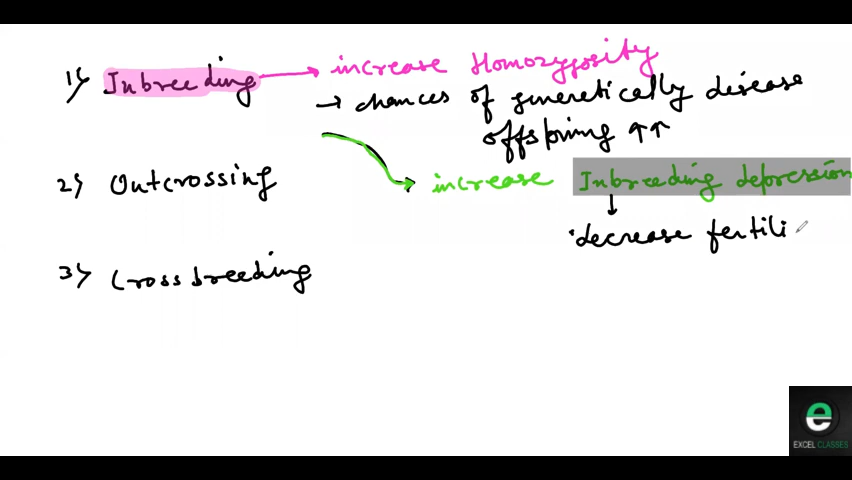 1) Inbreeding → increase Homozygosity
→ chances of genetically disease
offspring ↑↑
→ increase Inbreeding depression
↓
2) Outcrossing
• decrease fertili
3) Crossbreeding
e
EXCEL CLASSES